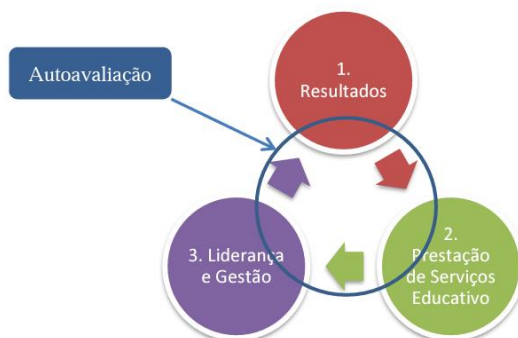 Autoavaliação
1.
Resultados
2.
Prestação
de Serviços
Educativo
3. Liderança
e Gestão